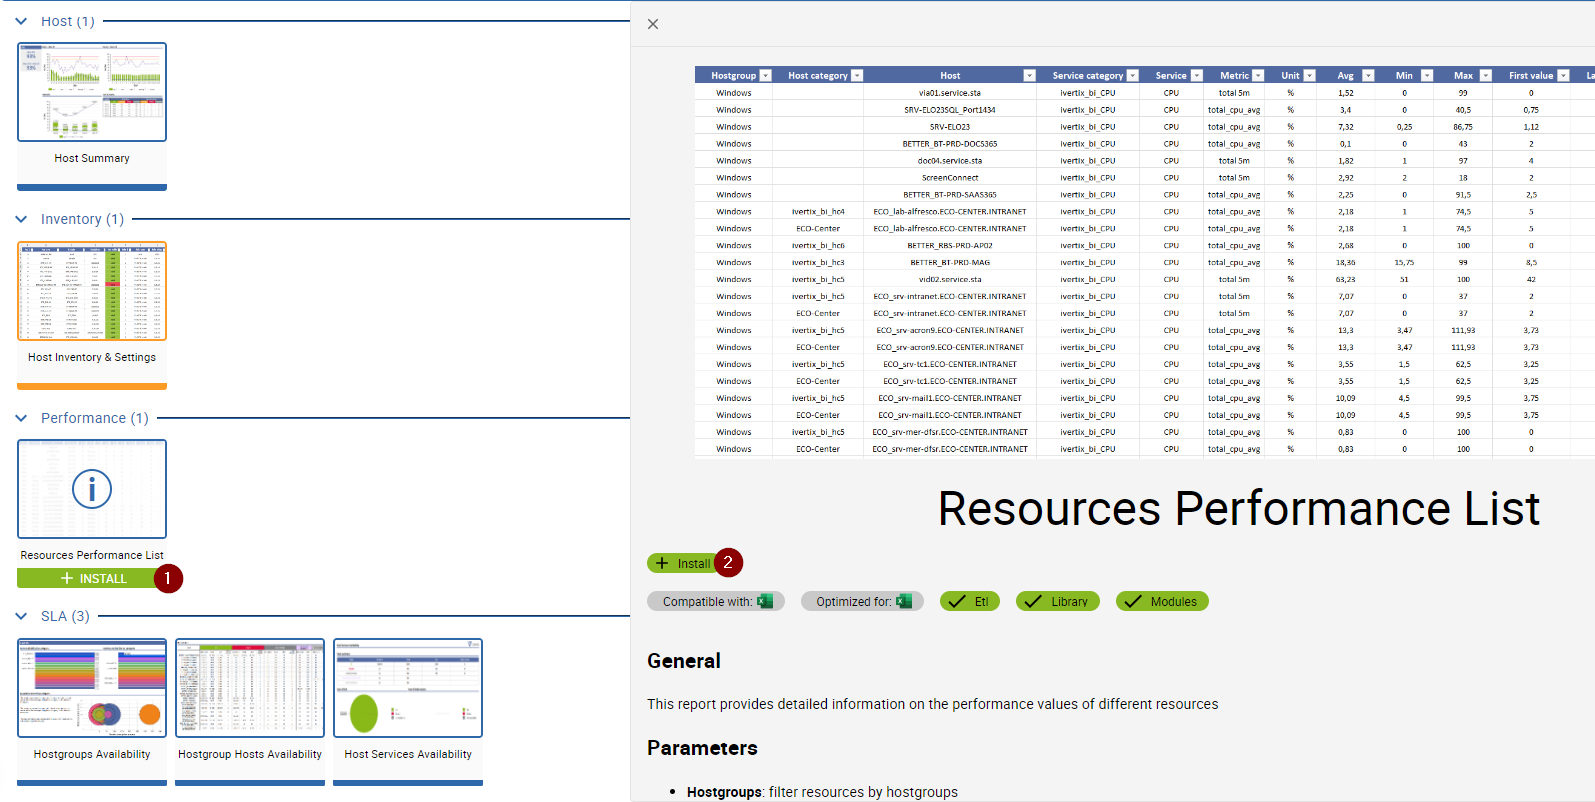 Host (1)
Host Summary
Inventory (1)
Host Inventory & Settings
Performance (1)
i
Resources Performance List
+ INSTALL 1
SLA (3)
Hostgroups Availability Hostgroup Hosts Availability Host Services Availability
Hostgroup Host category Host Service category Service Metric Unit Avg Min Max First value La
Windows via01.service.sta ivertix_bi_CPU CPU total 5m % 1,52 0 99 0
Windows SRV-ELO23SQL_Port1434 ivertix_bi_CPU CPU total_cpu_avg % 3,4 0 40,5 0,75
Windows SRV-ELO23 ivertix_bi_CPU CPU total_cpu_avg % 7,32 0,25 86,75 1,12
Windows BETTER_BT-PRD-DOCS365 ivertix_bi_CPU CPU total_cpu_avg % 0,1 0 43 2
Windows doc04.service.sta ivertix_bi_CPU CPU total 5m % 1,82 1 97 4
Windows ScreenConnect ivertix_bi_CPU CPU total 5m % 2,92 2 18 2
Windows BETTER_BT-PRD-SAAS365 ivertix_bi_CPU CPU total_cpu_avg % 2,25 0 91,5 2,5
Windows ivertix_bi_hc4 ECO_lab-alfresco.ECO-CENTER.INTRANET ivertix_bi_CPU CPU total_cpu_avg % 2,18 1 74,5 5
Windows ECO-Center ECO_lab-alfresco.ECO-CENTER.INTRANET ivertix_bi_CPU CPU total_cpu_avg % 2,18 1 74,5 5
Windows ivertix_bi_hc6 BETTER_RBS-PRD-AP02 ivertix_bi_CPU CPU total_cpu_avg % 2,68 0 100 0
Windows ivertix_bi_hc3 BETTER_BT-PRD-MAG ivertix_bi_CPU CPU total_cpu_avg % 18,36 15,75 99 8,5
Windows ivertix_bi_hc5 vid02.service.sta ivertix_bi_CPU CPU total 5m % 63,23 51 100 42
Windows ivertix_bi_hc5 ECO_srv-intranet.ECO-CENTER.INTRANET ivertix_bi_CPU CPU total 5m % 7,07 0 37 2
Windows ECO-Center ECO_srv-intranet.ECO-CENTER.INTRANET ivertix_bi_CPU CPU total 5m % 7,07 0 37 2
Windows ivertix_bi_hc5 ECO_srv-acron9.ECO-CENTER.INTRANET ivertix_bi_CPU CPU total_cpu_avg % 13,3 3,47 111,93 3,73
Windows ECO-Center ECO_srv-acron9.ECO-CENTER.INTRANET ivertix_bi_CPU CPU total_cpu_avg % 13,3 3,47 111,93 3,73
Windows ivertix_bi_hc5 ECO_srv-tc1.ECO-CENTER.INTRANET ivertix_bi_CPU CPU total_cpu_avg % 3,55 1,5 62,5 3,25
Windows ECO-Center ECO_srv-tc1.ECO-CENTER.INTRANET ivertix_bi_CPU CPU total_cpu_avg % 3,55 1,5 62,5 3,25
Windows ivertix_bi_hc5 ECO_srv-mail1.ECO-CENTER.INTRANET ivertix_bi_CPU CPU total_cpu_avg % 10,09 4,5 99,5 3,75
Windows ECO-Center ECO_srv-mail1.ECO-CENTER.INTRANET ivertix_bi_CPU CPU total_cpu_avg % 10,09 4,5 99,5 3,75
Windows ivertix_bi_hc5 ECO_srv-mer-dfsr.ECO-CENTER.INTRANET ivertix_bi_CPU CPU total_cpu_avg % 0,83 0 100 0
Windows ECO-Center ECO_srv-mer-dfsr.ECO-CENTER.INTRANET ivertix_bi_CPU CPU total_cpu_avg % 0,83 0 100 0
Resources Performance List
+ Install 2
Compatible with: Optimized for: Etl Library Modules
General
This report provides detailed information on the performance values of different resources
Parameters
• Hostgroups: filter resources by hostgroups